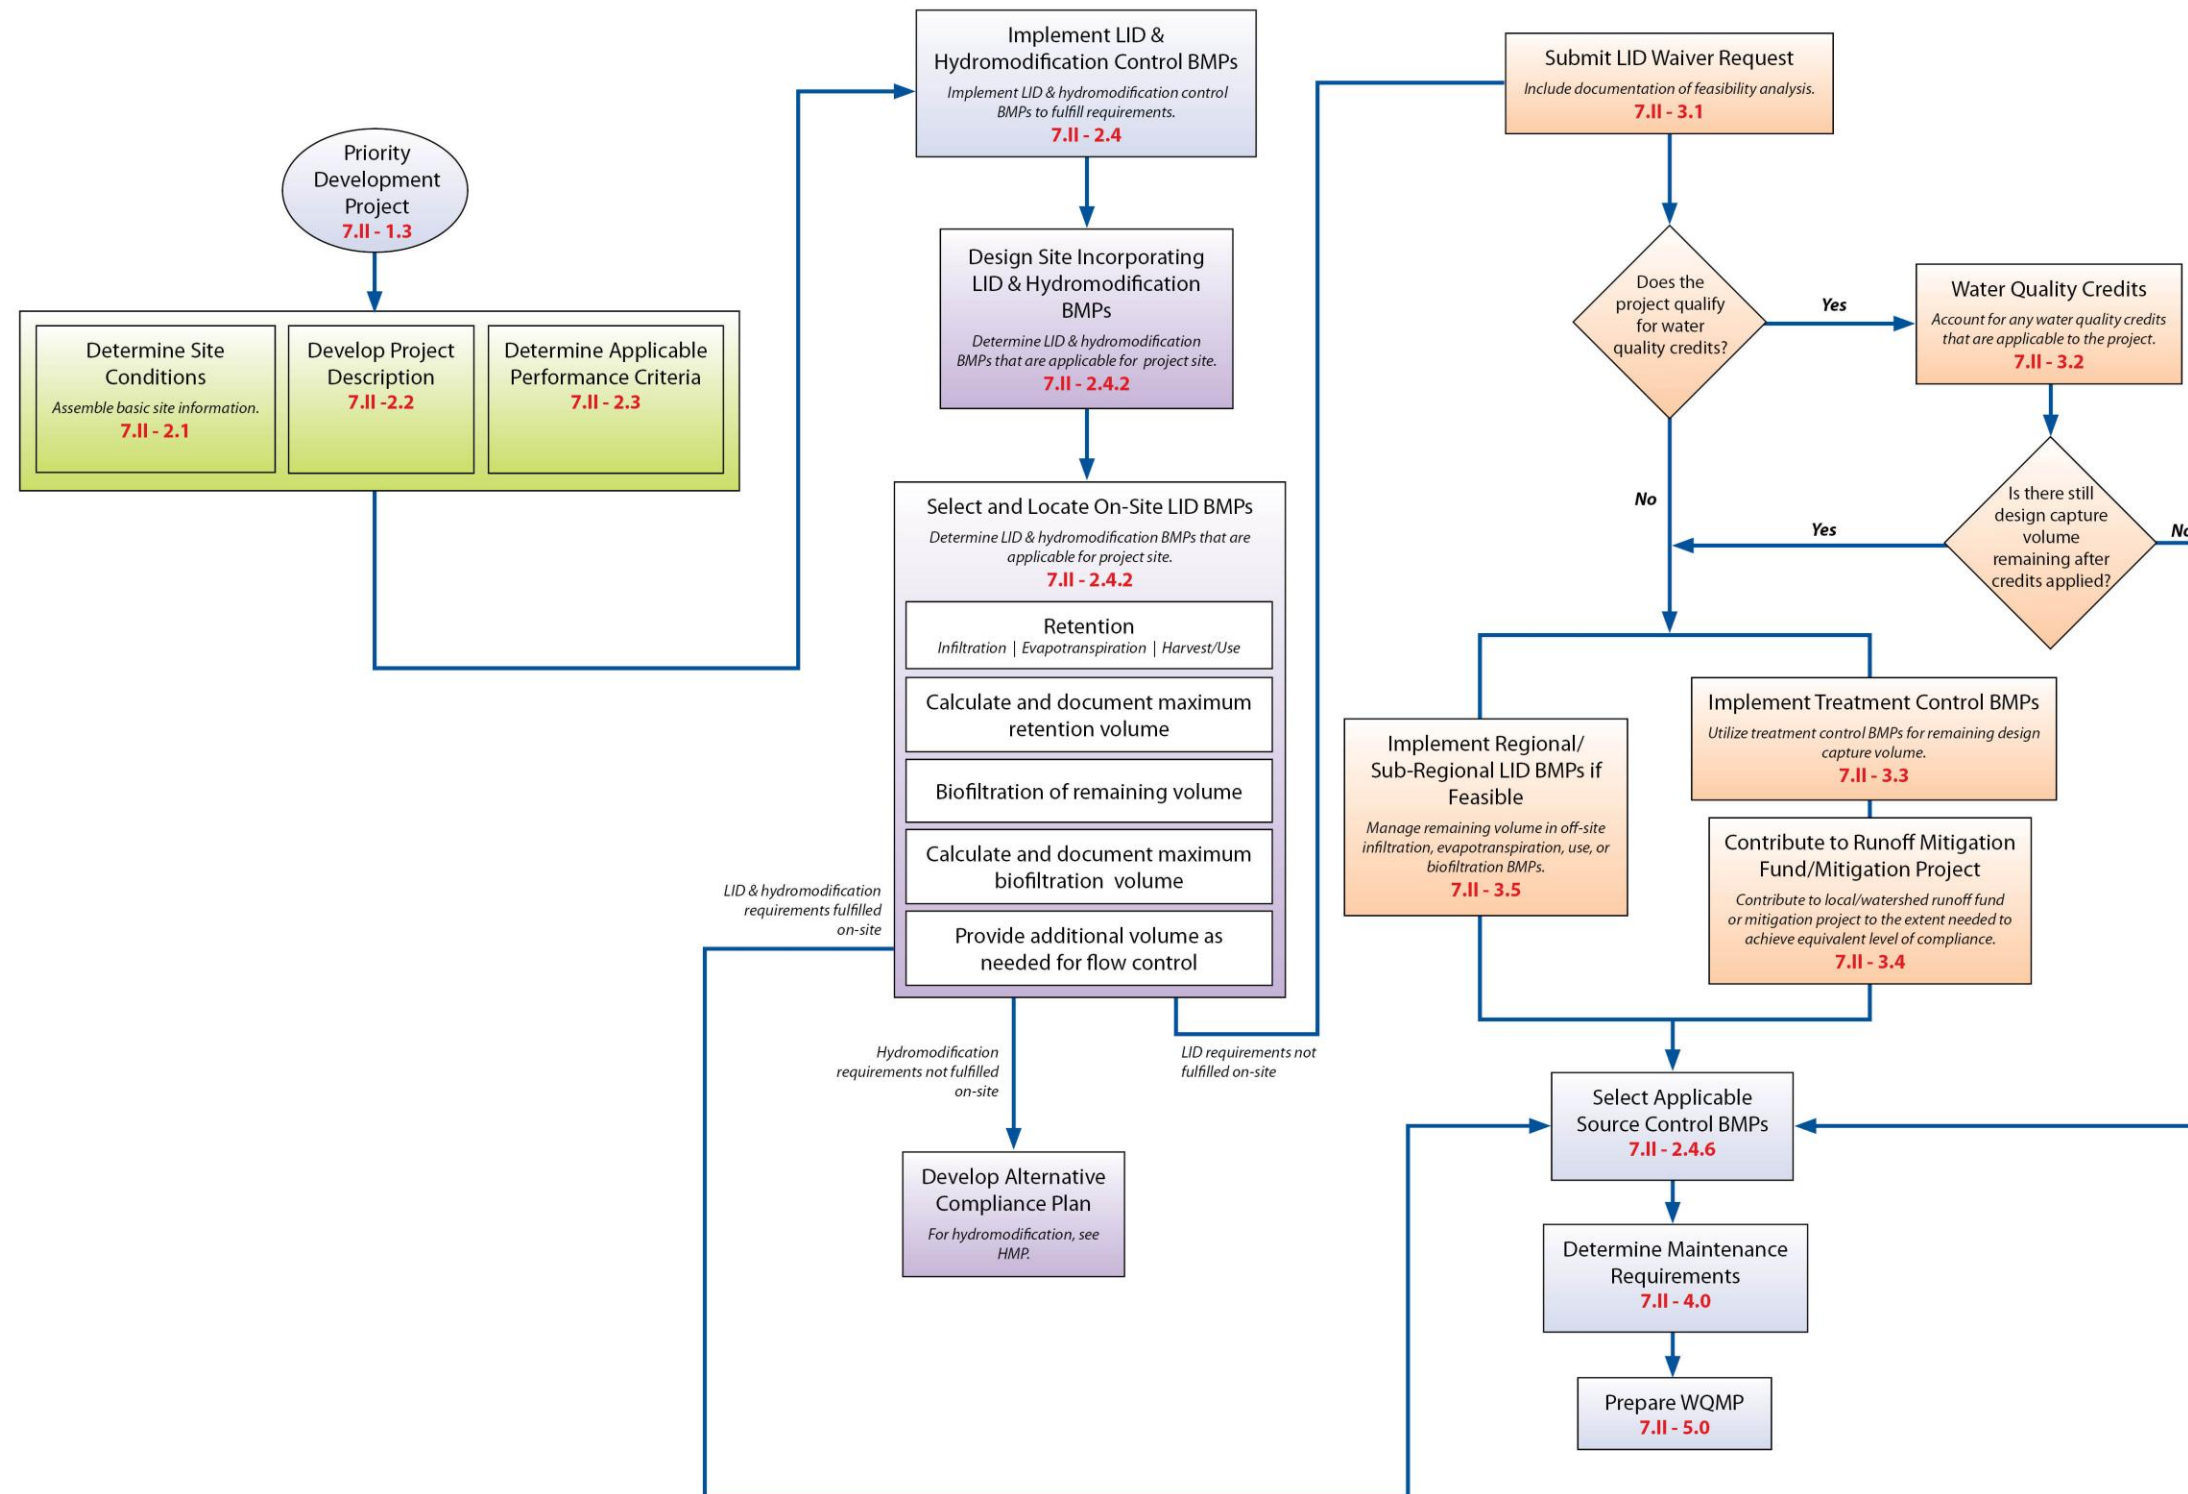 Priority
Development
Project
7.II - 1.3
Determine Site
Conditions
Assemble basic site information.
7.II - 2.1
Develop Project
Description
7.II -2.2
Determine Applicable
Performance Criteria
7.II - 2.3
Implement LID &
Hydromodification Control BMPs
Implement LID & hydromodification control
BMPs to fulfill requirements.
7.II - 2.4
Design Site Incorporating
LID & Hydromodification
BMPs
Determine LID & hydromodification
BMPs that are applicable for project site.
7.II - 2.4.2
Select and Locate On-Site LID BMPs
Determine LID & hydromodification BMPs that are
applicable for project site.
7.II - 2.4.2
Retention
Infiltration | Evapotranspiration | Harvest/Use
Calculate and document maximum
retention volume
Biofiltration of remaining volume
Calculate and document maximum
biofiltration volume
Provide additional volume as
needed for flow control
LID & hydromodification
requirements fulfilled
on-site
Hydromodification
requirements not fulfilled
on-site
LID requirements not
fulfilled on-site
Develop Alternative
Compliance Plan
For hydromodification, see
HMP.
Submit LID Waiver Request
Include documentation of feasibility analysis.
7.II - 3.1
Does the
project qualify
for water
quality credits?
Yes
No
Water Quality Credits
Account for any water quality credits
that are applicable to the project.
7.II - 3.2
Is there still
design capture
volume
remaining after
credits applied?
Yes
No
Implement Regional/
Sub-Regional LID BMPs if
Feasible
Manage remaining volume in off-site
infiltration, evapotranspiration, use, or
biofiltration BMPs.
7.II - 3.5
Implement Treatment Control BMPs
Utilize treatment control BMPs for remaining design
capture volume.
7.II - 3.3
Contribute to Runoff Mitigation
Fund/Mitigation Project
Contribute to local/watershed runoff fund
or mitigation project to the extent needed to
achieve equivalent level of compliance.
7.II - 3.4
Select Applicable
Source Control BMPs
7.II - 2.4.6
Determine Maintenance
Requirements
7.II - 4.0
Prepare WQMP
7.II - 5.0